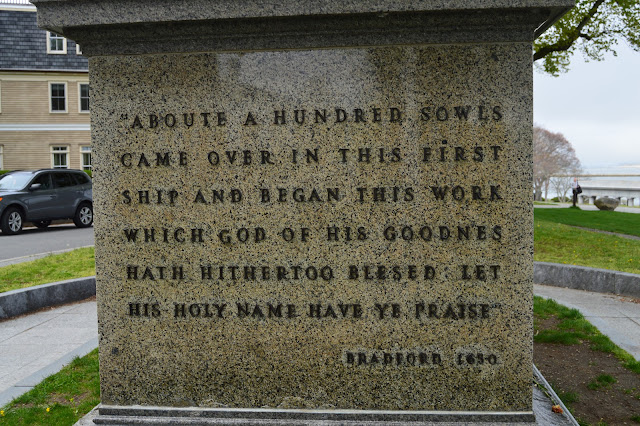 "ABOUTE A HUNDRED SOWLS
CAME OVER IN THIS FIRST
SHIP AND BEGAN THIS WORK
WHICH GOD OF HIS GOODNES
HATH HITHERTOO BLESED LET
HIS HOLY NAME HAVE YE PRAISE"
BRADFORD 1650